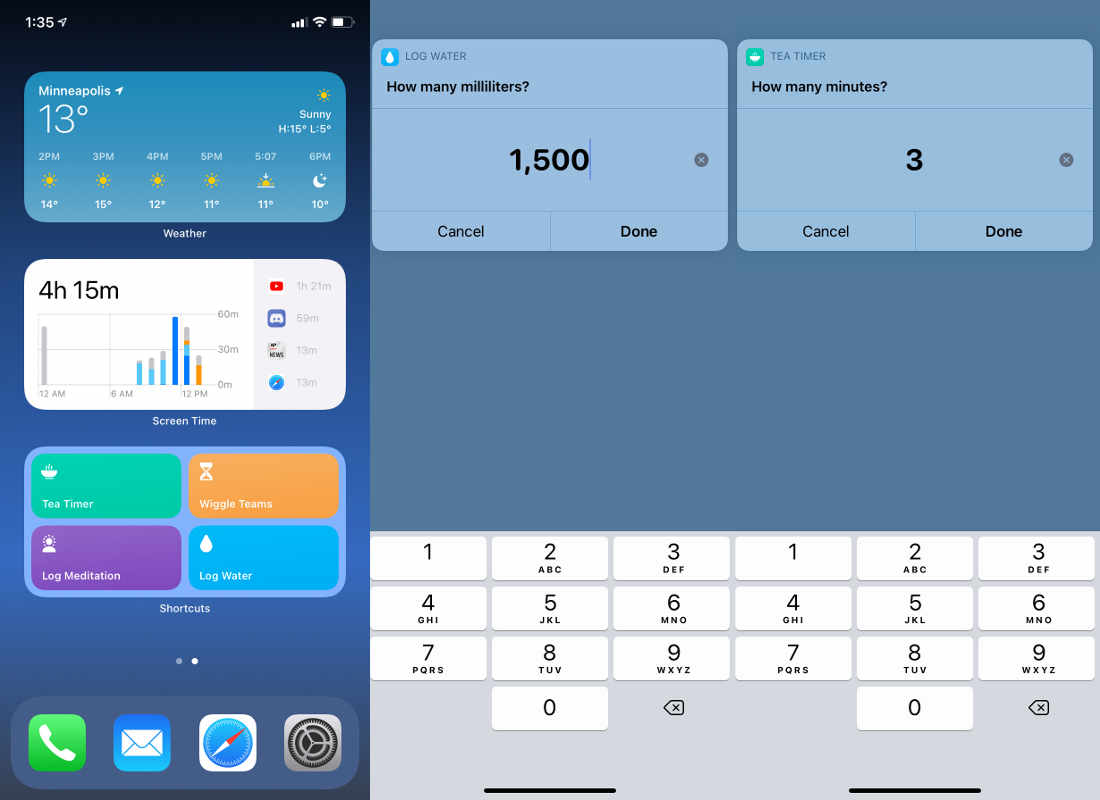 1:35
Minneapolis
13°
Sunny
H:15° L:5°
2PM 3PM 4PM 5PM 5:07 6PM
14° 15° 12° 11° 11° 10°
Weather
4h 15m
60m
30m
0m
12 AM 6 AM 12 PM
1h 21m
59m
NEWS 13m
13m
Screen Time
Tea Timer
Wiggle Teams
Log Meditation
Log Water
Shortcuts
LOG WATER
How many milliliters?
1,500
Cancel Done
1 2 3
ABC DEF
4 5 6
GHI JKL MNO
7 8 9
PQRS TUV WXYZ
0
TEA TIMER
How many minutes?
3
Cancel Done
1 2 3
ABC DEF
4 5 6
GHI JKL MNO
7 8 9
PQRS TUV WXYZ
0